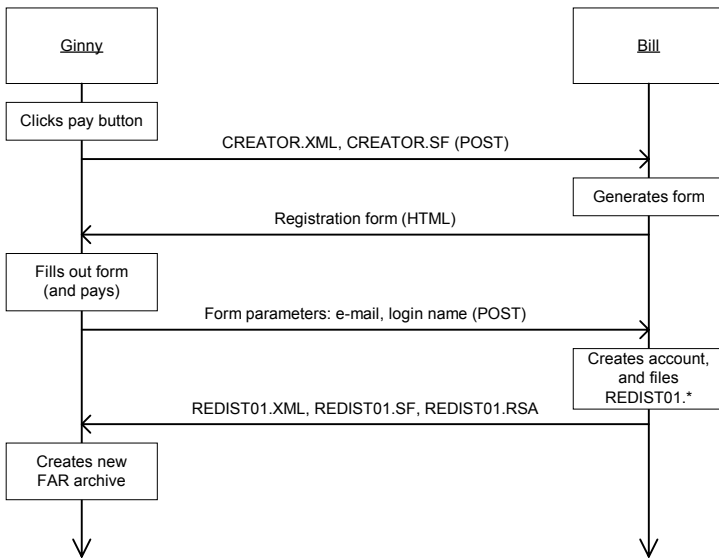 Ginny
Bill
Clicks pay button
CREATOR.XML, CREATOR.SF (POST)
Generates form
Registration form (HTML)
Fills out form
(and pays)
Form parameters: e-mail, login name (POST)
Creates account,
and files
REDIST01.*
REDIST01.XML, REDIST01.SF, REDIST01.RSA
Creates new
FAR archive